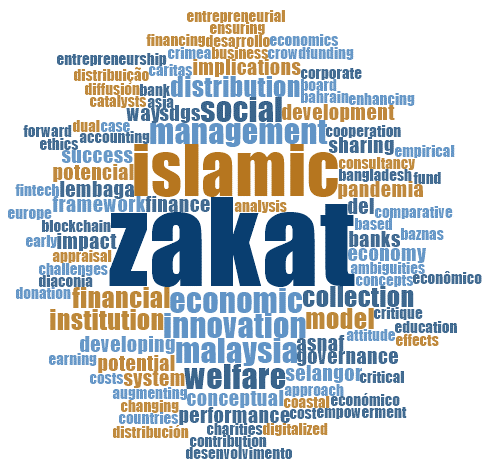 entrepreneurial
ensuring
financing desarrollo economics
crimea business crowdfunding
entrepreneurship caritas implications corporate
distribuição distribution board
diffusion bank bahrain enhancing
catalysts asia social
ways sdgs development
forward dual case management cooperation
ethics accounting sharing empirical
success islamic consultancy
potencial bangladesh fund
fintech lembaga pandemia
framework finance analysis del
europe zakat comparative
blockchain based
early impact banks baznas
appraisal economy
challenges ambiguities
diaconia concepts econômico
donation financial economic collection
institution innovation model critique
education
attitude
developing malaysia asnaf effects
earning potentjal governance
costs system welfare selangor critical
augmenting approach
changing conceptual coastal económico
countries performance cost empowerment
distribución charities digitalized
contribution
desenvolvimento